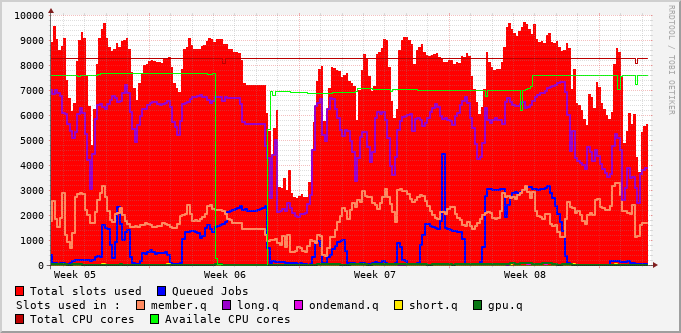 10000
9000
8000
7000
6000
5000
4000
3000
2000
1000
0
Week 05 Week 06 Week 07 Week 08
RRDTOOL / TOBI OETIKER
Total slots used Queued Jobs
Slots used in : member.q long.q ondemand.q short.q gpu.q
Total CPU cores Availale CPU cores